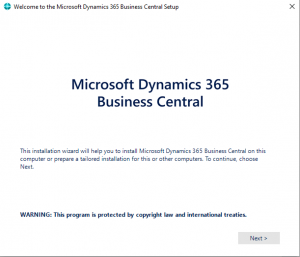 Welcome to the Microsoft Dynamics 365 Business Central Setup
Microsoft Dynamics 365
Business Central
This installation wizard will help you to install Microsoft Dynamics 365 Business Central on this
computer or prepare a tailored installation for this or other computers. To continue, choose
Next.
WARNING: This program is protected by copyright law and international treaties.
Next >